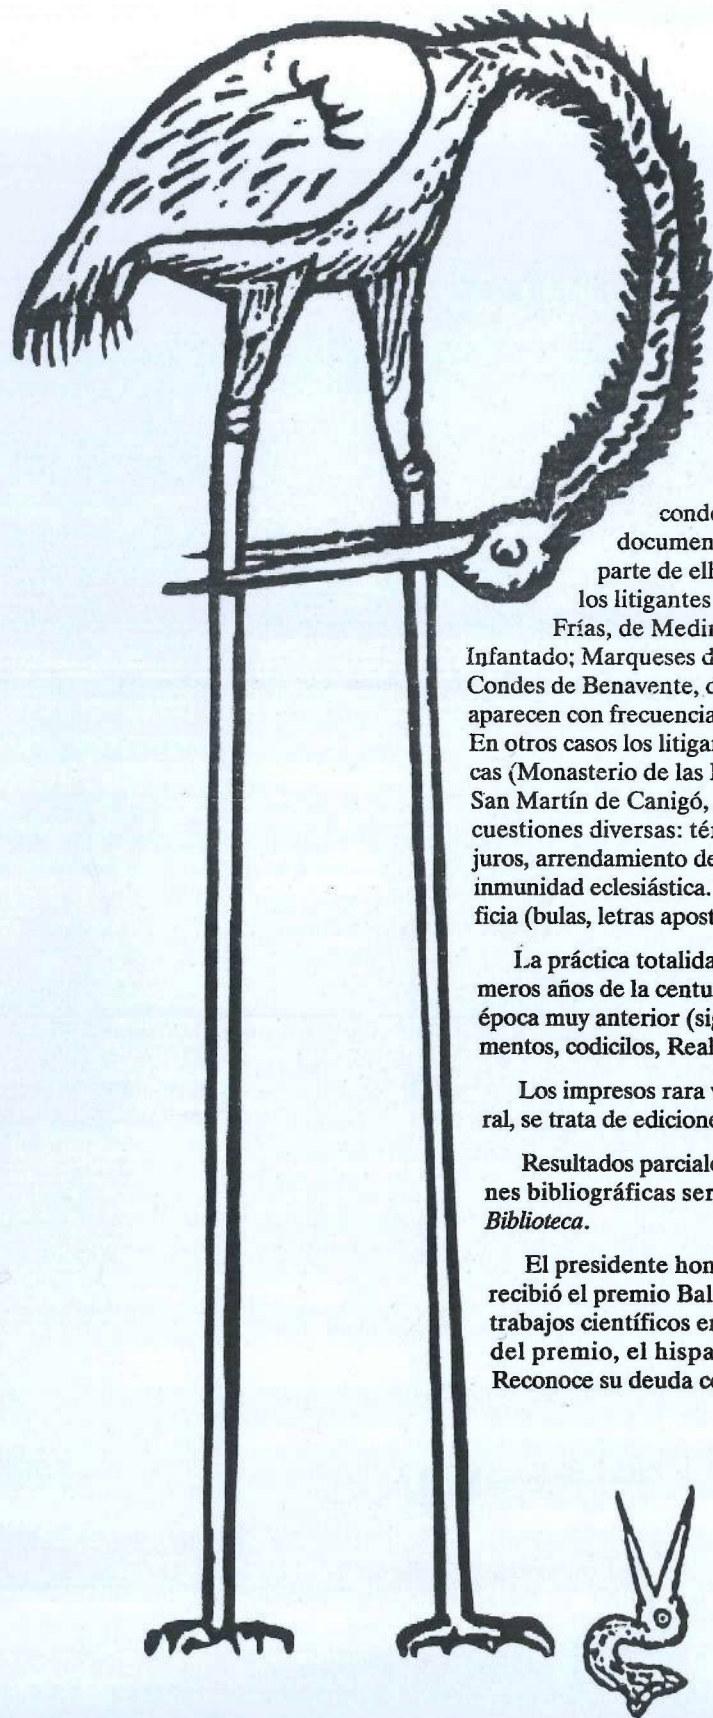 conde
documen
parte de ell
los litigantes
Frías, de Medin
Infantado; Marqueses d
Condes de Benavente, d
aparecen con frecuencia
En otros casos los litigan
cas (Monasterio de las
San Martín de Canigó,
cuestiones diversas: tér
juros, arrendamiento de
inmunidad eclesiástica.
ficia (bulas, letras apost
La práctica totalida
meros años de la centu
época muy anterior (sig
mentos, codicilos, Real
Los impresos rara v
ral, se trata de edicione
Resultados parciale
nes bibliográficas ser
Biblioteca.
El presidente hon
recibió el premio Bal
trabajos científicos en
del premio, el hispa
Reconoce su deuda co